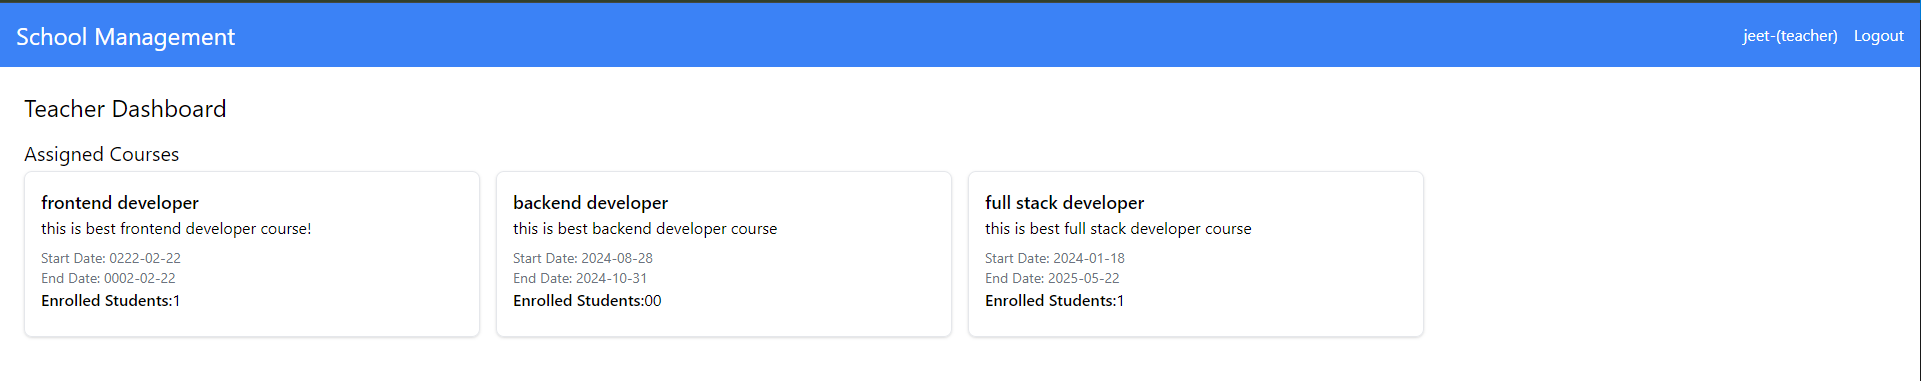 School Management
jeet-(teacher) Logout
Teacher Dashboard
Assigned Courses
frontend developer
this is best frontend developer course!
Start Date: 0222-02-22
End Date: 0002-02-22
Enrolled Students:1
backend developer
this is best backend developer course
Start Date: 2024-08-28
End Date: 2024-10-31
Enrolled Students:00
full stack developer
this is best full stack developer course
Start Date: 2024-01-18
End Date: 2025-05-22
Enrolled Students:1